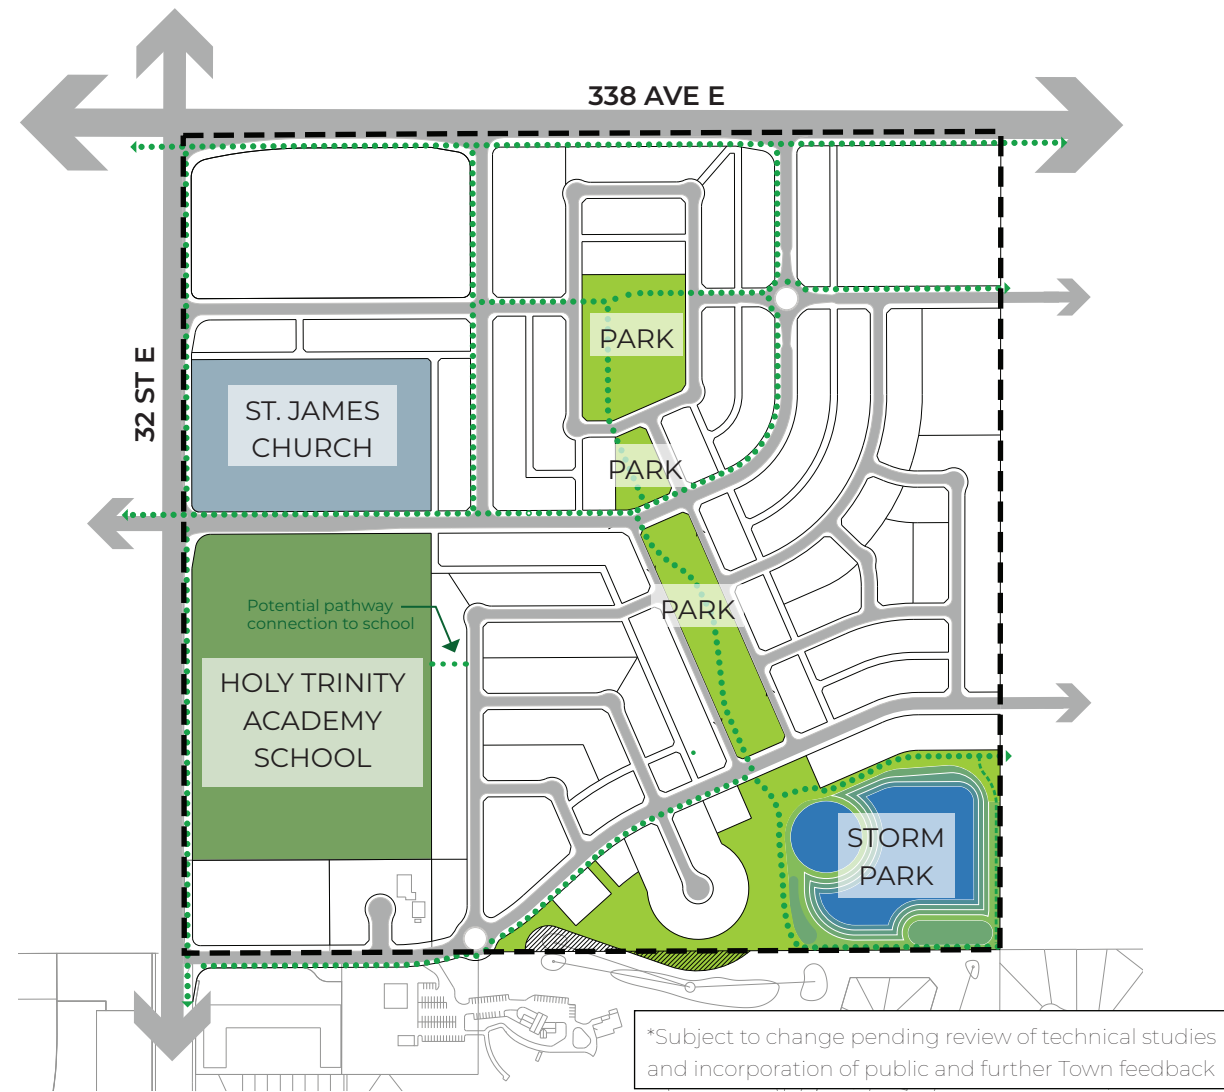 338 AVE E
32 ST E
PARK
ST. JAMES
CHURCH
PARK
PARK
Potential pathway
connection to school
HOLY TRINITY
ACADEMY
SCHOOL
STORM
PARK
*Subject to change pending review of technical studies
and incorporation of public and further Town feedback